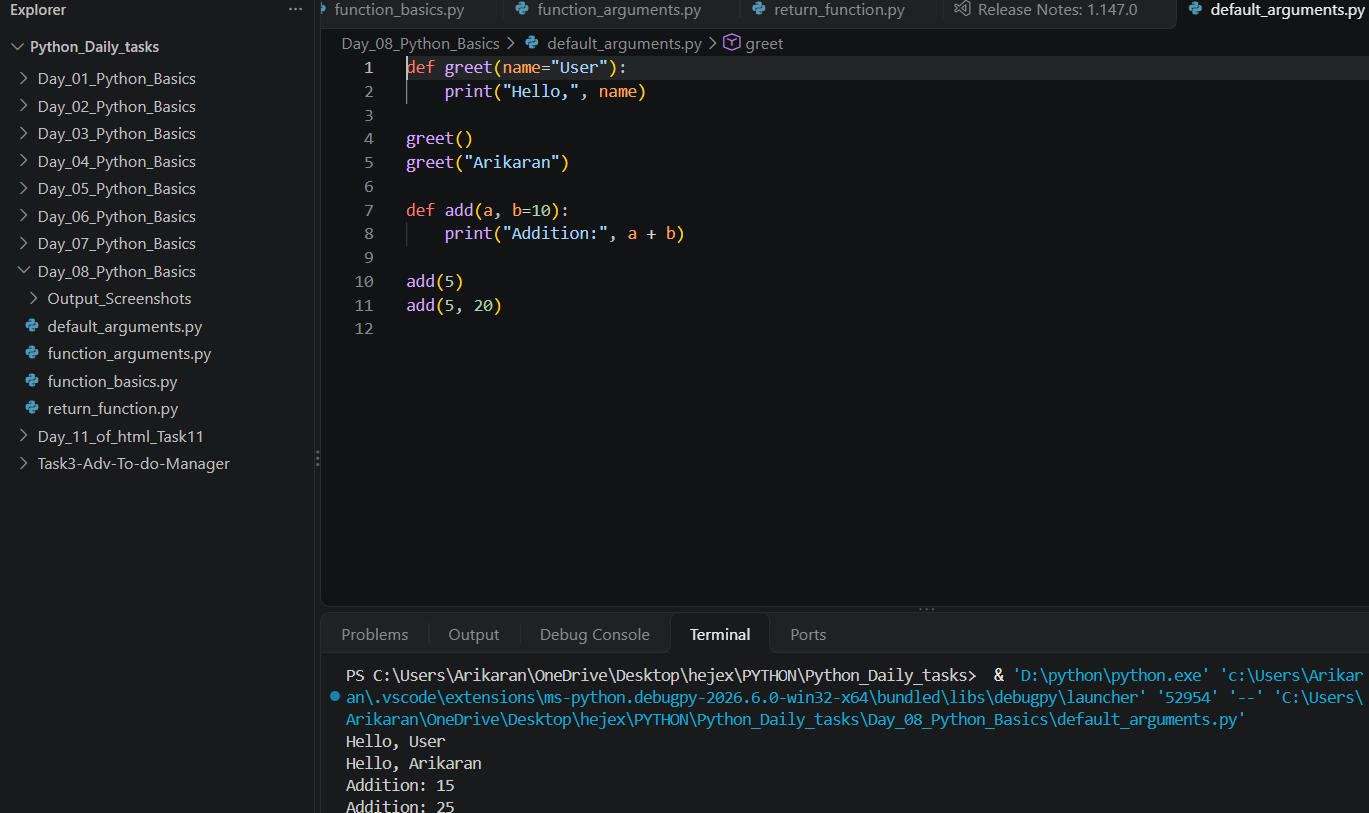 Explorer
Python_Daily_tasks
Day_01_Python_Basics
Day_02_Python_Basics
Day_03_Python_Basics
Day_04_Python_Basics
Day_05_Python_Basics
Day_06_Python_Basics
Day_07_Python_Basics
Day_08_Python_Basics
Output_Screenshots
default_arguments.py
function_arguments.py
function_basics.py
return_function.py
Day_11_of_html_Task11
Task3-Adv-To-do-Manager
function_basics.py function_arguments.py return_function.py Release Notes: 1.147.0 default_arguments.py
Day_08_Python_Basics > default_arguments.py > greet
1 def greet(name="User"):
2     print("Hello,", name)
3
4 greet()
5 greet("Arikaran")
6
7 def add(a, b=10):
8     print("Addition:", a + b)
9
10 add(5)
11 add(5, 20)
12
Problems Output Debug Console Terminal Ports
PS C:\Users\Arikaran\OneDrive\Desktop\hejex\PYTHON\Python_Daily_tasks>  & 'D:\python\python.exe' 'c:\Users\Arikar
an\.vscode\extensions\ms-python.debugpy-2026.6.0-win32-x64\bundled\libs\debugpy\launcher' '52954' '--' 'C:\Users\
Arikaran\OneDrive\Desktop\hejex\PYTHON\Python_Daily_tasks\Day_08_Python_Basics\default_arguments.py'
Hello, User
Hello, Arikaran
Addition: 15
Addition: 25